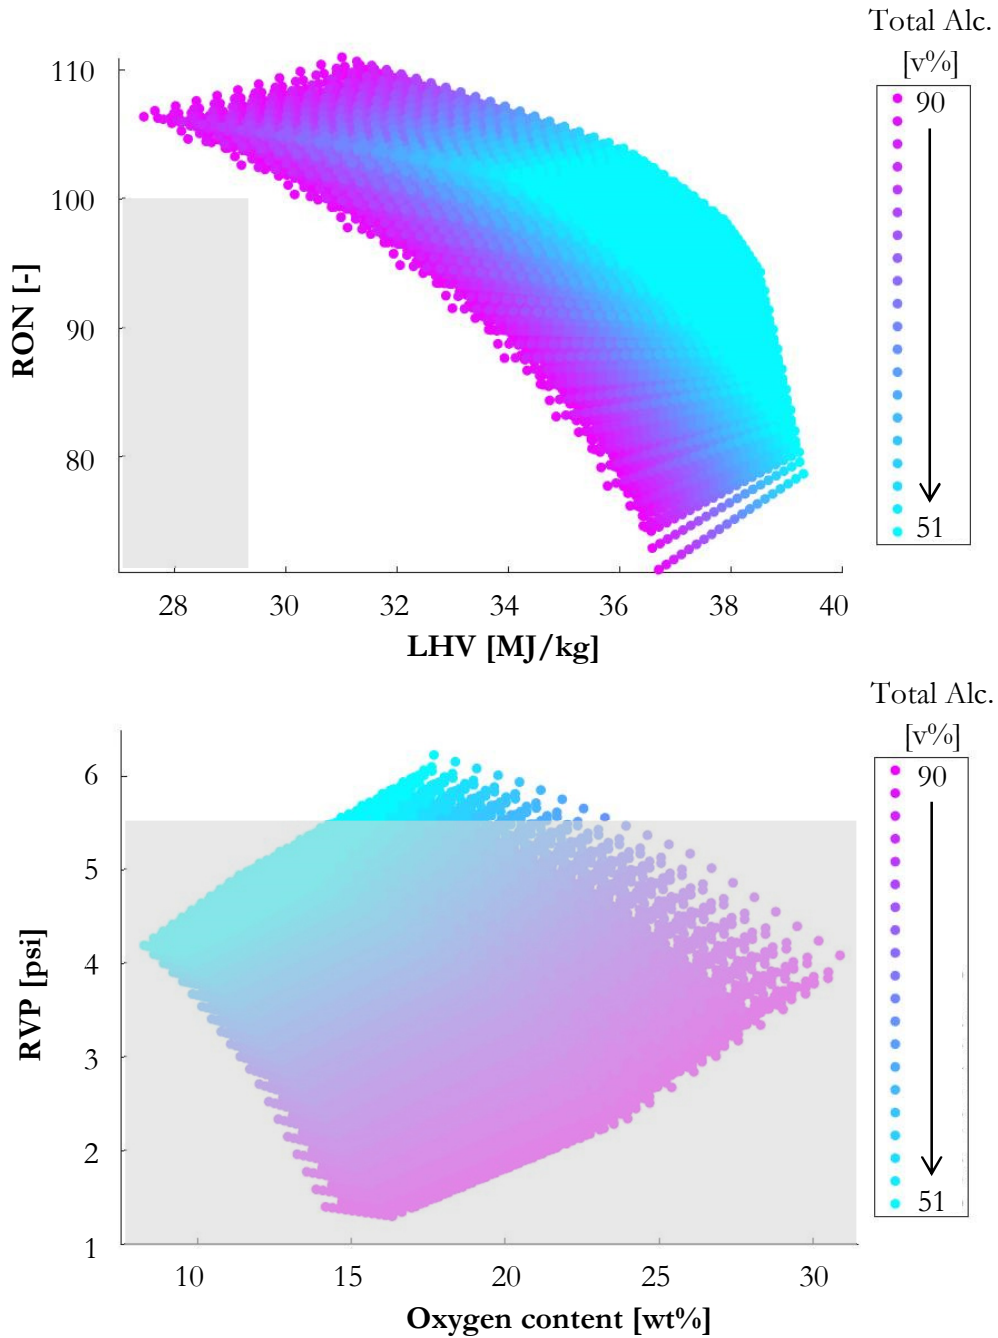 Total Alc.
[v%]
90
51
110
100
90
80
RON [-]
28 30 32 34 36 38 40
LHV [MJ/kg]
Total Alc.
[v%]
90
51
6
5
4
3
2
1
RVP [psi]
10 15 20 25 30
Oxygen content [wt%]